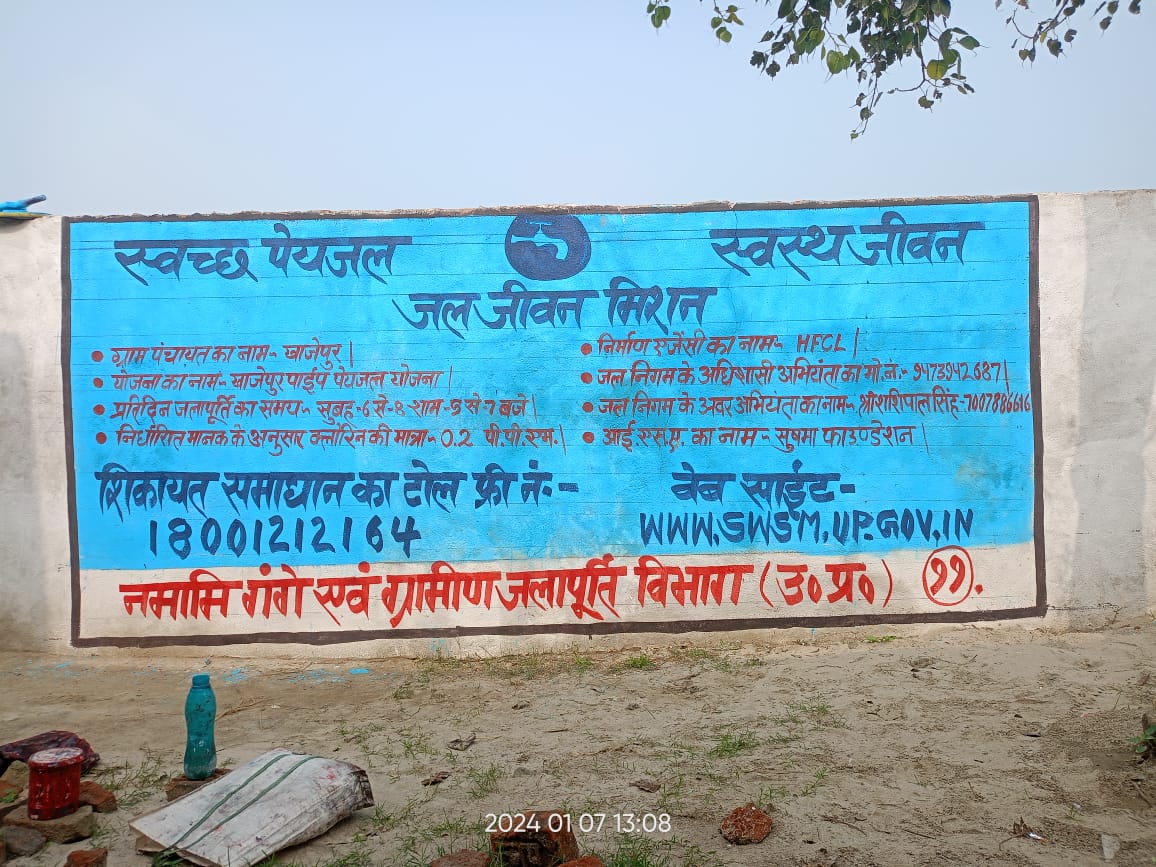 स्वच्छ पेयजल
स्वस्थ जीवन
जल जीवन मिशन
• ग्राम पंचायत का नाम- खाजेपुर |
• योजना का नाम- खाजेपुर पाईप पेयजल योजना |
• प्रतिदिन जलापूर्ति का समय- सुबह-6 से-8 शाम-5 से 7 बजे |
• निर्धारित मानक के अनुसार क्लोरिन की मात्रा- 0.2 पी.पी.एम. |
• निर्माण एजेंसी का नाम- HFCL |
• जल निगम के अधिशासी अभियंता का मो.नं.- 9473942687 |
• जल निगम के अवर अभियंता का नाम- श्री शशिपाल सिंह-7007886616
• आई.एस.ए. का नाम- सुषमा फाउण्डेशन |
शिकायत समाधान का टोल फ्री नं:-
18001212164
वेब साईट-
WWW.SWSM.UP.GOV.IN
नमामि गंगे एवं ग्रामीण जलापूर्ति विभाग (उ० प्र०) ११.
2024 01 07 13:08